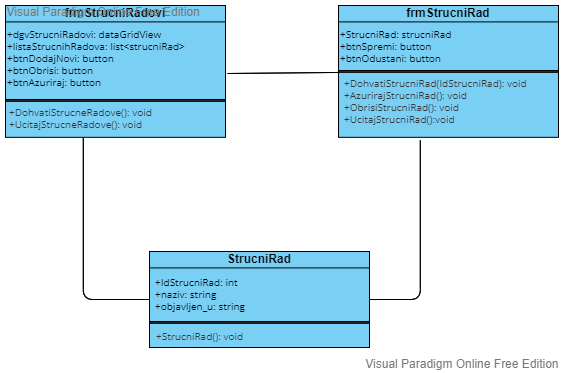 Visual Paradigm Online Free Edition
frmStrucniRadovi
+dgvStrucniRadovi: dataGridView
+listaStrucnihRadova: list<strucniRad>
+btnDodajNovi: button
+btnObrisi: button
+btnAzuriraj: button
+DohvatiStrucneRadove(): void
+UcitajStrucneRadove(): void
frmStrucniRad
+StrucniRad: strucniRad
+btnSpremi: button
+btnOdustani: button
+DohvatiStrucniRad(IdStrucniRad): void
+AzurirajStrucniRad(): void
+ObrisiStrucniRad(): void
+UcitajStrucniRad():void
StrucniRad
+IdStrucniRad: int
+naziv: string
+objavljen_u: string
+StrucniRad(): void
Visual Paradigm Online Free Edition